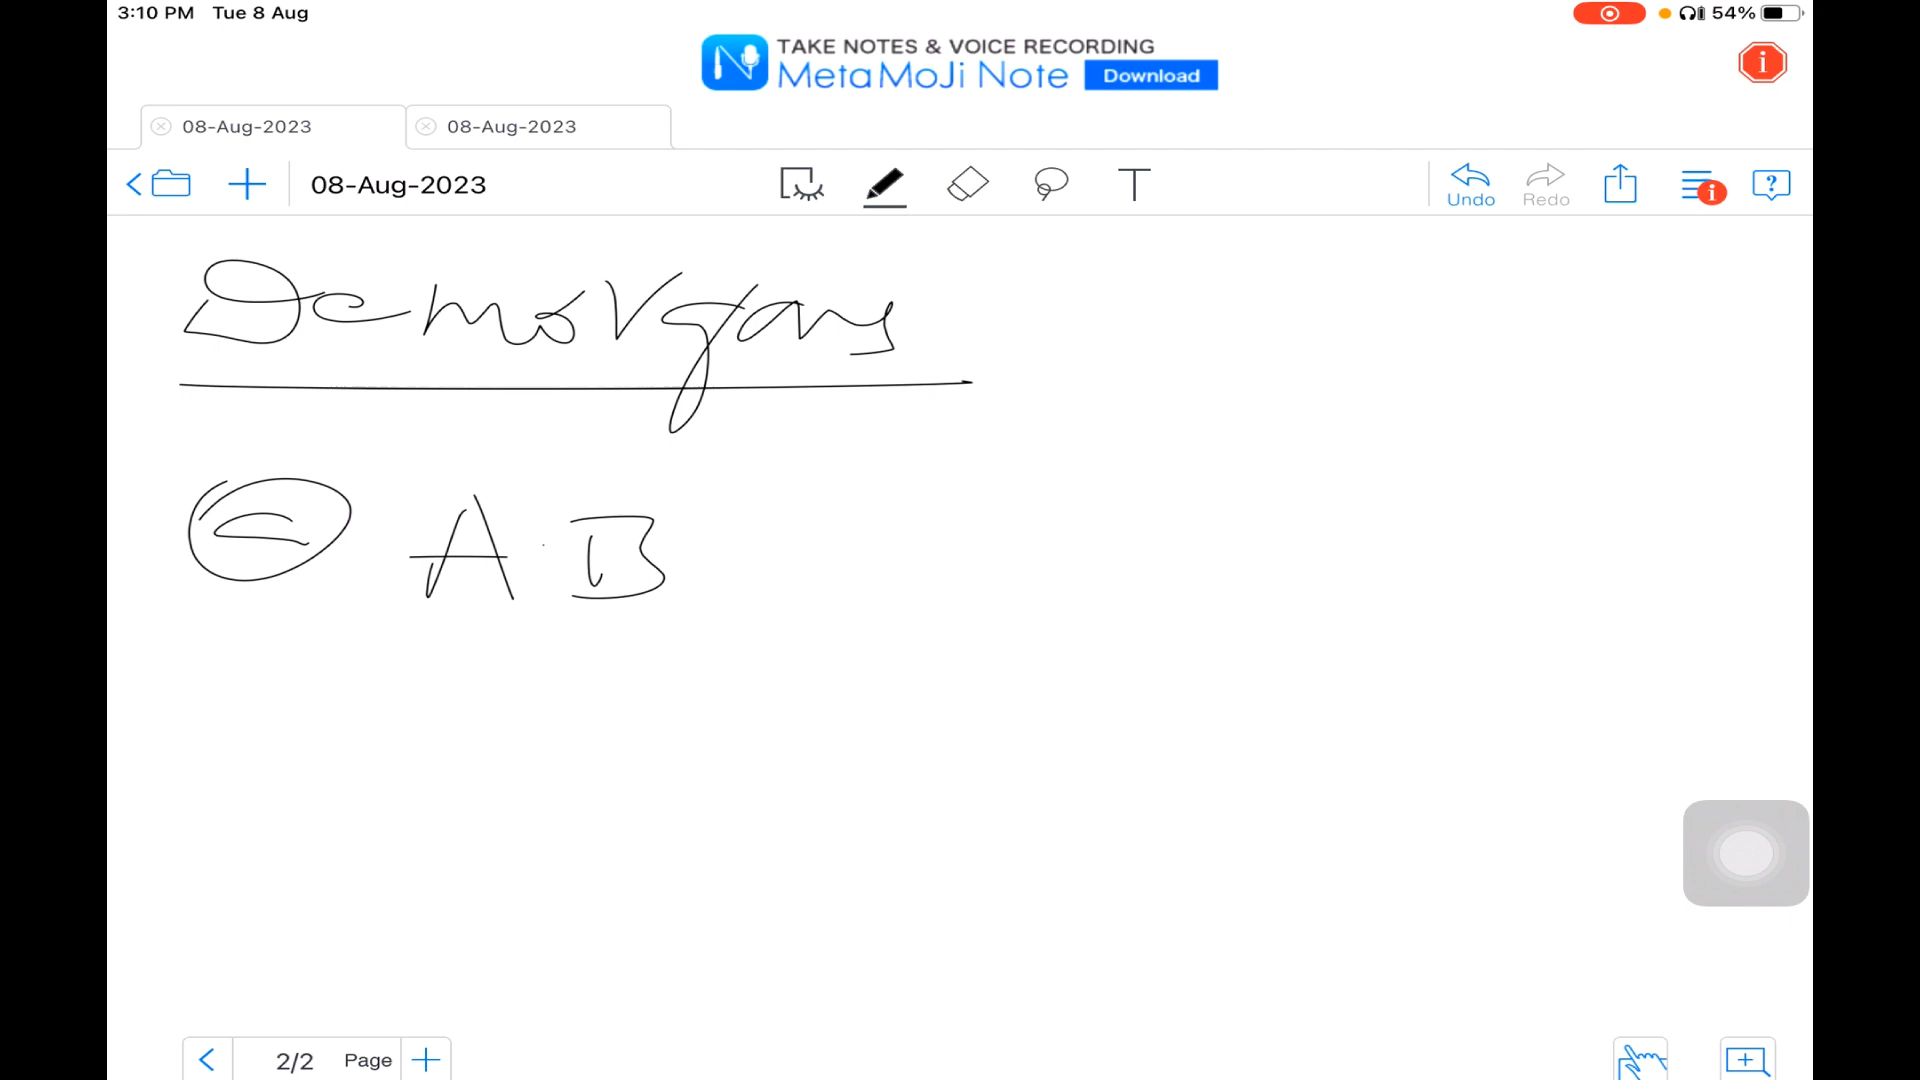 3:10 PM Tue 8 Aug 54%
TAKE NOTES & VOICE RECORDING
MetaMoJi Note Download
08-Aug-2023 08-Aug-2023
08-Aug-2023 T Undo Redo
Demorgans
A · B
2/2 Page